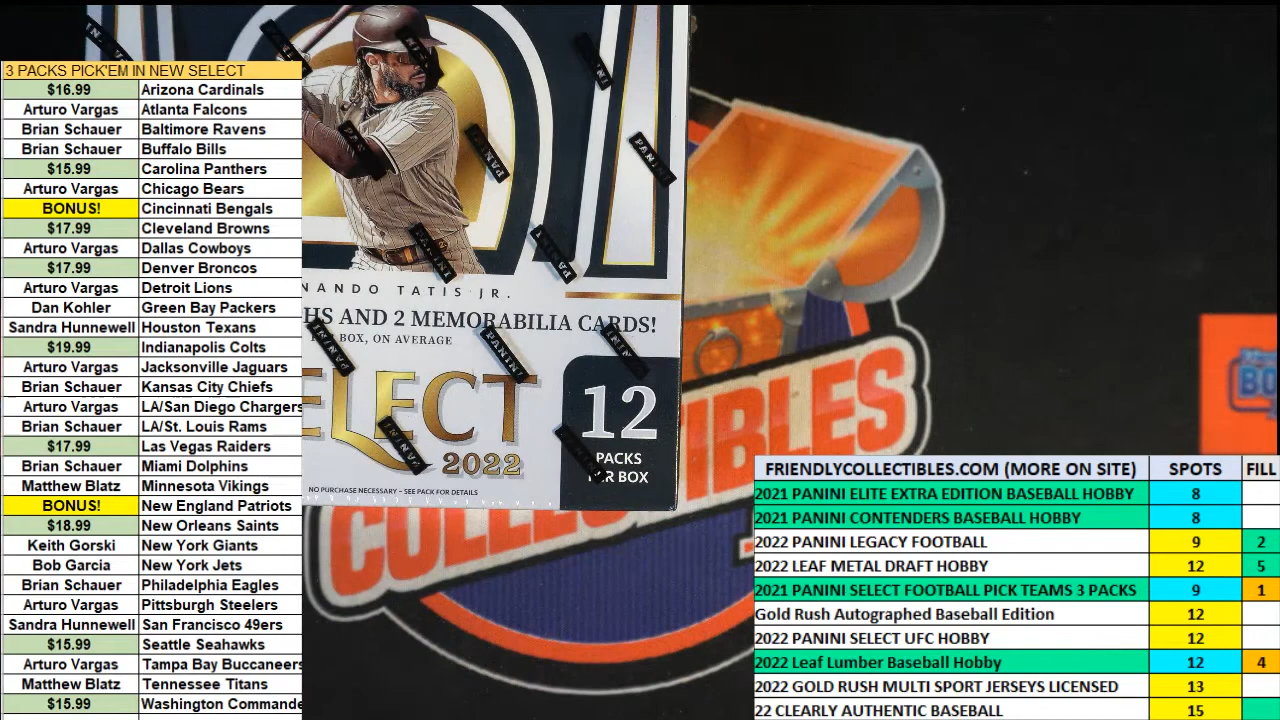 3 PACKS PICK'EM IN NEW SELECT
$16.99 Arizona Cardinals
Arturo Vargas Atlanta Falcons
Brian Schauer Baltimore Ravens
Brian Schauer Buffalo Bills
$15.99 Carolina Panthers
Arturo Vargas Chicago Bears
BONUS! Cincinnati Bengals
$17.99 Cleveland Browns
Arturo Vargas Dallas Cowboys
$17.99 Denver Broncos
Arturo Vargas Detroit Lions
Dan Kohler Green Bay Packers
Sandra Hunnewell Houston Texans
$19.99 Indianapolis Colts
Arturo Vargas Jacksonville Jaguars
Brian Schauer Kansas City Chiefs
Arturo Vargas LA/San Diego Chargers
Brian Schauer LA/St. Louis Rams
$17.99 Las Vegas Raiders
Brian Schauer Miami Dolphins
Matthew Blatz Minnesota Vikings
BONUS! New England Patriots
$18.99 New Orleans Saints
Keith Gorski New York Giants
Bob Garcia New York Jets
Brian Schauer Philadelphia Eagles
Arturo Vargas Pittsburgh Steelers
Sandra Hunnewell San Francisco 49ers
$15.99 Seattle Seahawks
Arturo Vargas Tampa Bay Buccaneers
Matthew Blatz Tennessee Titans
$15.99 Washington Commande
NANDO TATIS JR.
HS AND 2 MEMORABILIA CARDS!
BOX, ON AVERAGE
ELECT
2022
12
PACKS
PER BOX
NO PURCHASE NECESSARY – SEE PACK FOR DETAILS
PANINI
COLLECTIBLES
BO
FRIENDLYCOLLECTIBLES.COM (MORE ON SITE) SPOTS FILL
2021 PANINI ELITE EXTRA EDITION BASEBALL HOBBY 8
2021 PANINI CONTENDERS BASEBALL HOBBY 8
2022 PANINI LEGACY FOOTBALL 9 2
2022 LEAF METAL DRAFT HOBBY 12 5
2021 PANINI SELECT FOOTBALL PICK TEAMS 3 PACKS 9 1
Gold Rush Autographed Baseball Edition 12
2022 PANINI SELECT UFC HOBBY 12
2022 Leaf Lumber Baseball Hobby 12 4
2022 GOLD RUSH MULTI SPORT JERSEYS LICENSED 13
22 CLEARLY AUTHENTIC BASEBALL 15